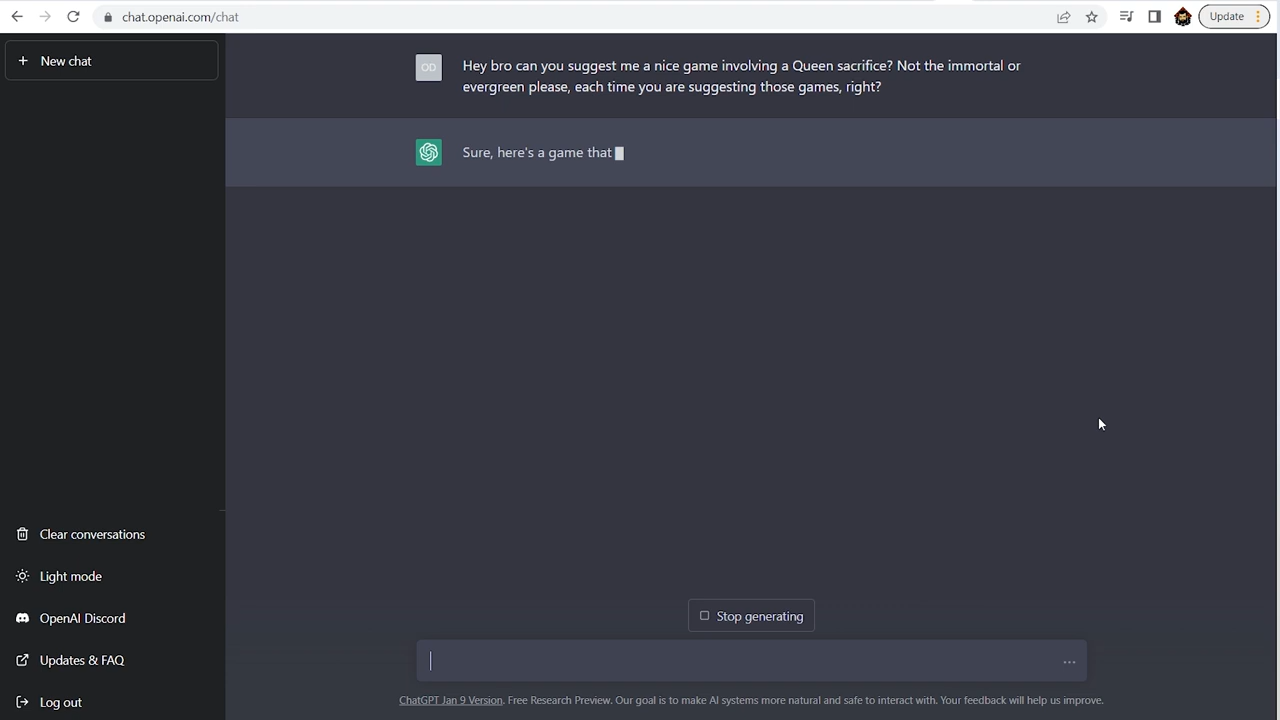 chat.openai.com/chat
Update
New chat
OD
Hey bro can you suggest me a nice game involving a Queen sacrifice? Not the immortal or
evergreen please, each time you are suggesting those games, right?
Sure, here's a game that
Clear conversations
Light mode
OpenAI Discord
Updates & FAQ
Log out
Stop generating
ChatGPT Jan 9 Version. Free Research Preview. Our goal is to make AI systems more natural and safe to interact with. Your feedback will help us improve.